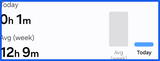 Today
0h 1m
Avg (week)
12h 9m
Avg
(week)
Today